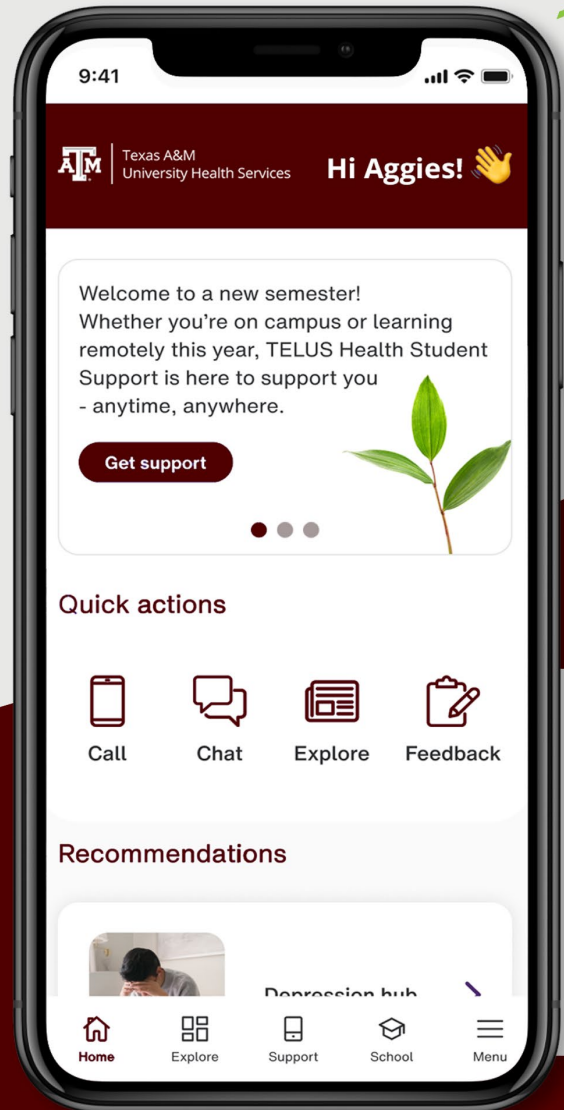 9:41
ĀM
Texas A&M
University Health Services
Hi Aggies!
Welcome to a new semester!
Whether you’re on campus or learning
remotely this year, TELUS Health Student
Support is here to support you
- anytime, anywhere.
Get support
Quick actions
Call
Chat
Explore
Feedback
Recommendations
Depression hub
Home
Explore
Support
School
Menu